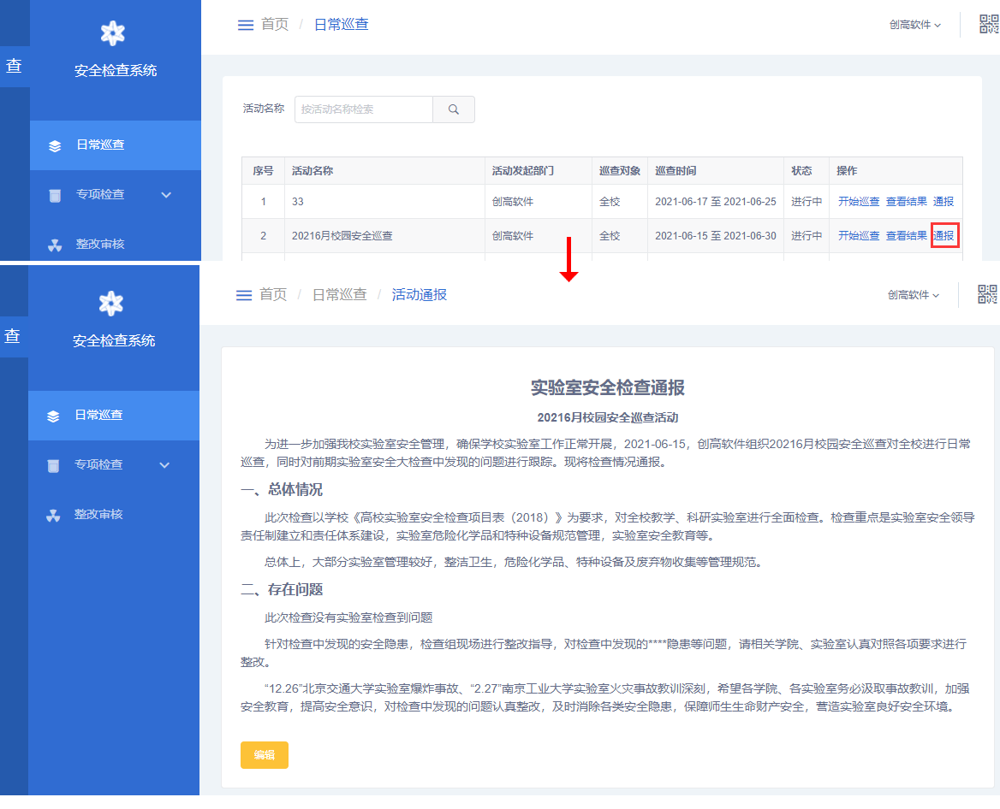 查
安全检查系统
日常巡查
专项检查
整改审核
首页 / 日常巡查
创高软件
活动名称 按活动名称检索
序号 活动名称 活动发起部门 巡查对象 巡查时间 状态 操作
1 33 创高软件 全校 2021-06-17 至 2021-06-25 进行中 开始巡查 查看结果 通报
2 20216月校园安全巡查 创高软件 全校 2021-06-15 至 2021-06-30 进行中 开始巡查 查看结果 通报
查
安全检查系统
日常巡查
专项检查
整改审核
首页 / 日常巡查 / 活动通报
创高软件
实验室安全检查通报
20216月校园安全巡查活动
为进一步加强我校实验室安全管理，确保学校实验室工作正常开展，2021-06-15，创高软件组织20216月校园安全巡查对全校进行日常
巡查，同时对前期实验室安全大检查中发现的问题进行跟踪。现将检查情况通报。
一、总体情况
此次检查以学校《高校实验室安全检查项目表（2018）》为要求，对全校教学、科研实验室进行全面检查。检查重点是实验室安全领导
责任制建立和责任体系建设，实验室危险化学品和特种设备规范管理，实验室安全教育等。
总体上，大部分实验室管理较好，整洁卫生，危险化学品、特种设备及废弃物收集等管理规范。
二、存在问题
此次检查没有实验室检查到问题
针对检查中发现的安全隐患，检查组现场进行整改指导，对检查中发现的****隐患等问题，请相关学院、实验室认真对照各项要求进行
整改。
“12.26”北京交通大学实验室爆炸事故、“2.27”南京工业大学实验室火灾事故教训深刻，希望各学院、各实验室务必汲取事故教训，加强
安全教育，提高安全意识，对检查中发现的问题认真整改，及时消除各类安全隐患，保障师生生命财产安全，营造实验室良好安全环境。
编辑